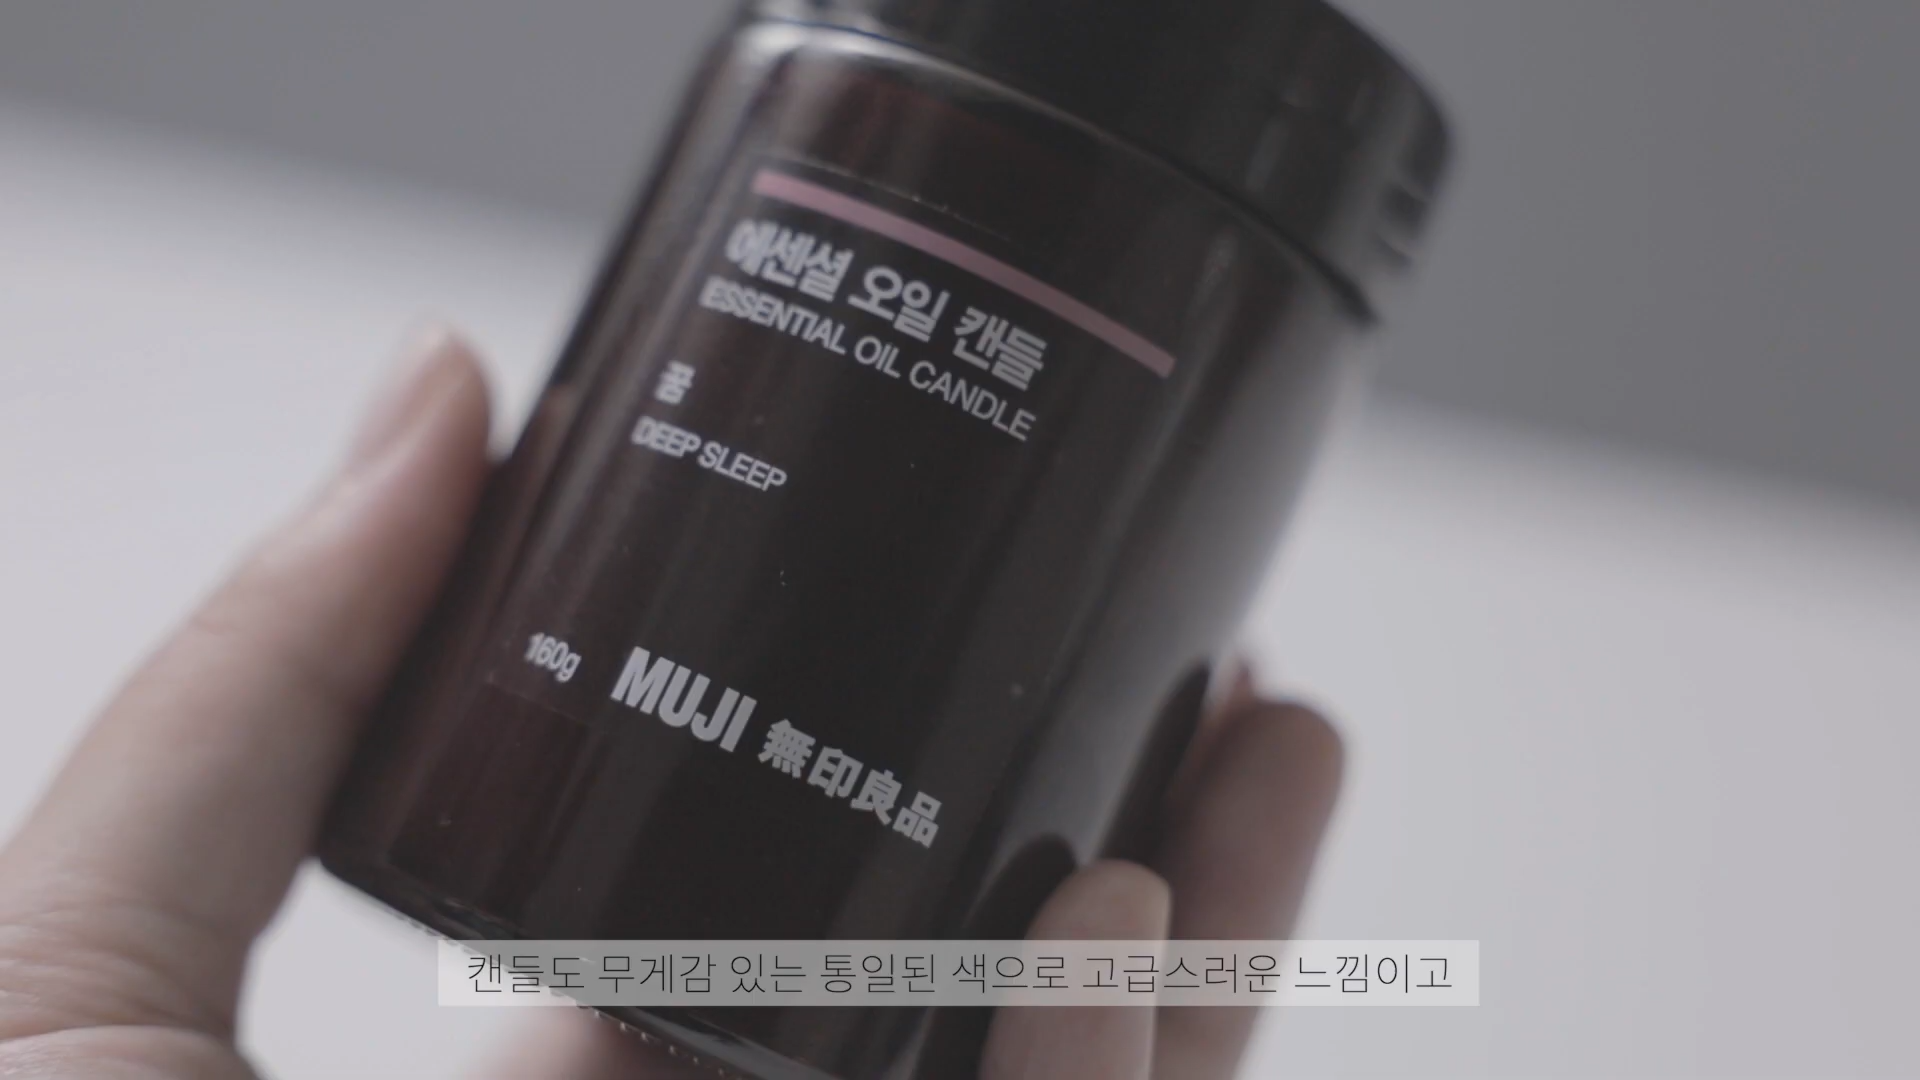 에센셜 오일 캔들
ESSENTIAL OIL CANDLE
꿈
DEEP SLEEP
160g MUJI 無印良品
캔들도 무게감 있는 통일된 색으로 고급스러운 느낌이고